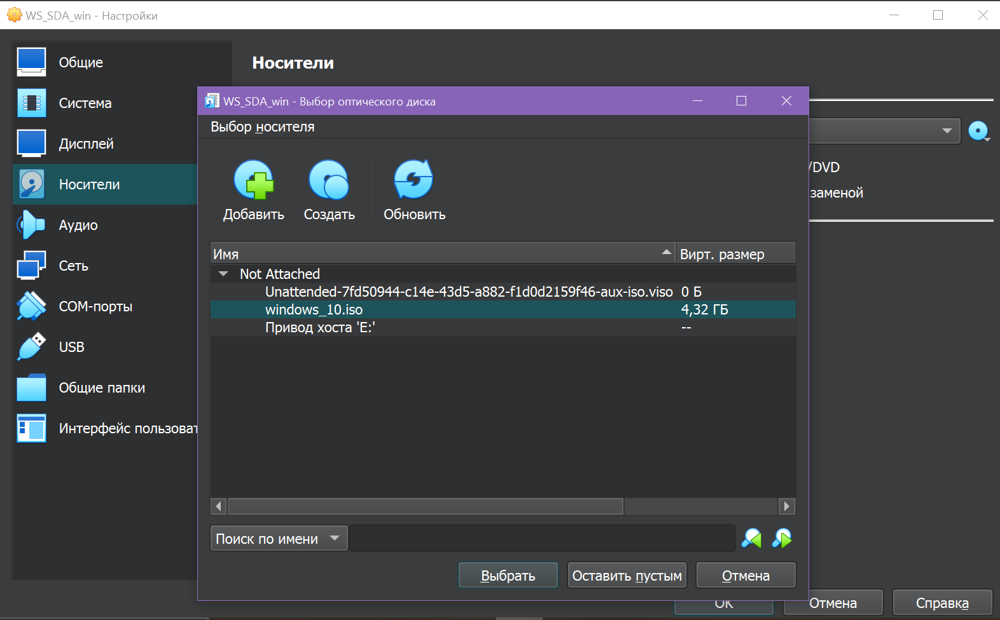 WS_SDA_win - Настройки
Общие
Система
Дисплей
Носители
Аудио
Сеть
COM-порты
USB
Общие папки
Интерфейс пользоват
Носители
/DVD
заменой
WS_SDA_win - Выбор оптического диска
Выбор носителя
Добавить Создать Обновить
Имя Вирт. размер
Not Attached
Unattended-7fd50944-c14e-43d5-a882-f1d0d2159f46-aux-iso.viso 0 Б
windows_10.iso 4,32 ГБ
Привод хоста 'E:' --
Поиск по имени
Выбрать Оставить пустым Отмена
OK Отмена Справка